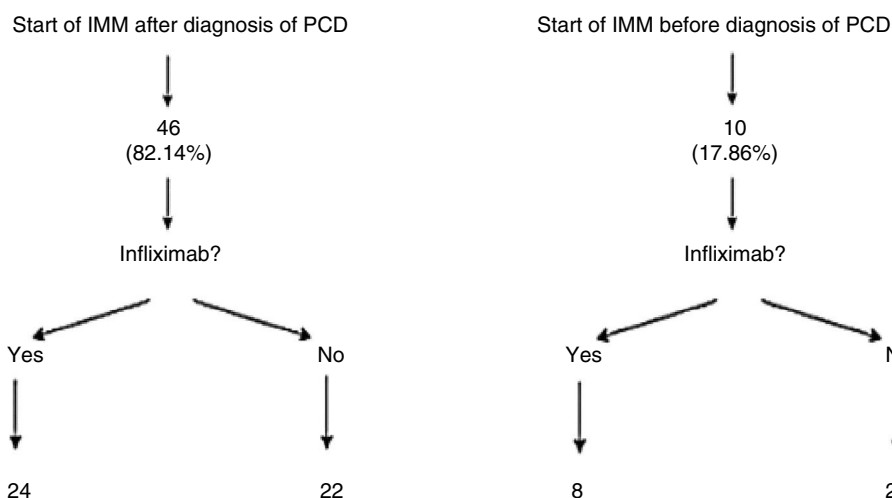 Start of IMM after diagnosis of PCD
46
(82.14%)
Infliximab?
Yes
No
24
22
Start of IMM before diagnosis of PCD
10
(17.86%)
Infliximab?
Yes
8